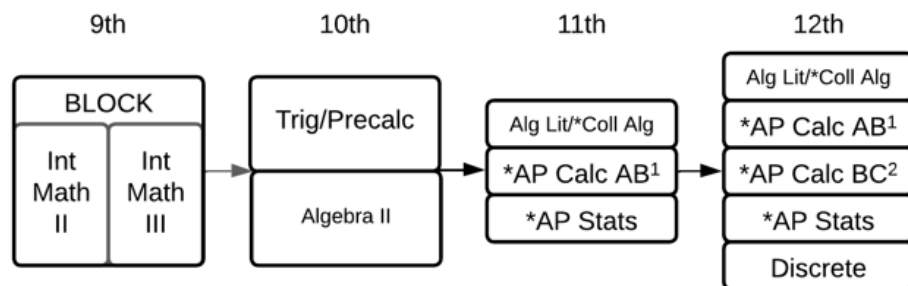 9th
10th
11th
12th
BLOCK
Int
Math
II
Int
Math
III
Trig/Precalc
Algebra II
Alg Lit/*Coll Alg
*AP Calc AB¹
*AP Stats
Alg Lit/*Coll Alg
*AP Calc AB¹
*AP Calc BC²
*AP Stats
Discrete